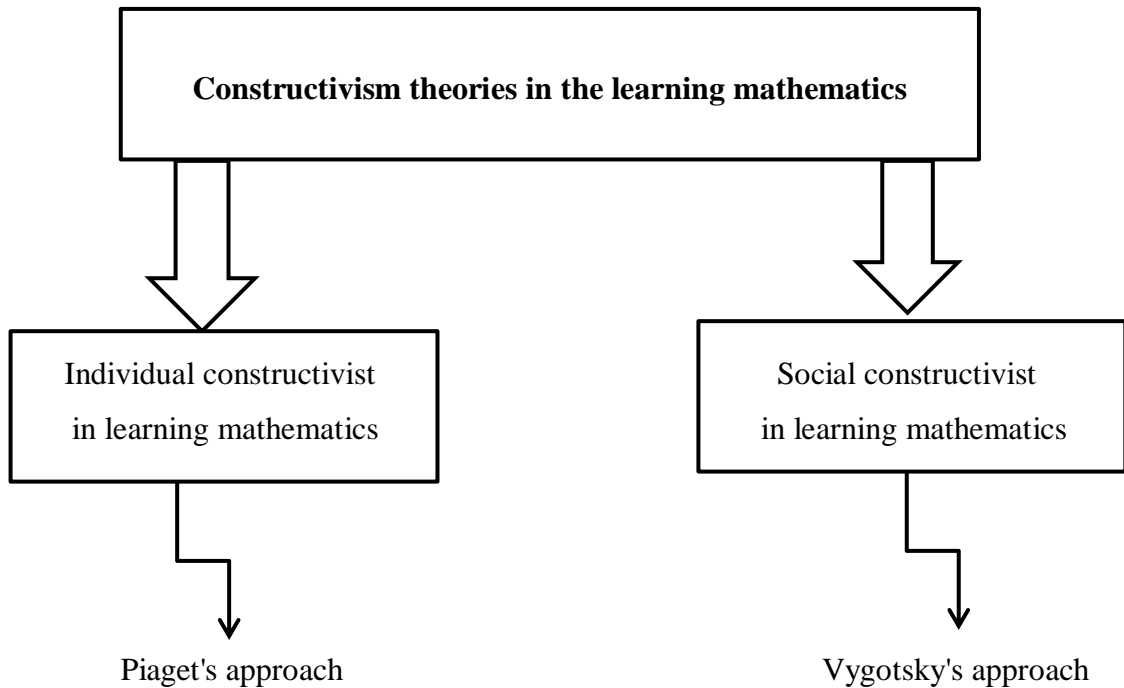 Constructivism theories in the learning mathematics
Individual constructivist
in learning mathematics
Social constructivist
in learning mathematics
Piaget's approach
Vygotsky's approach